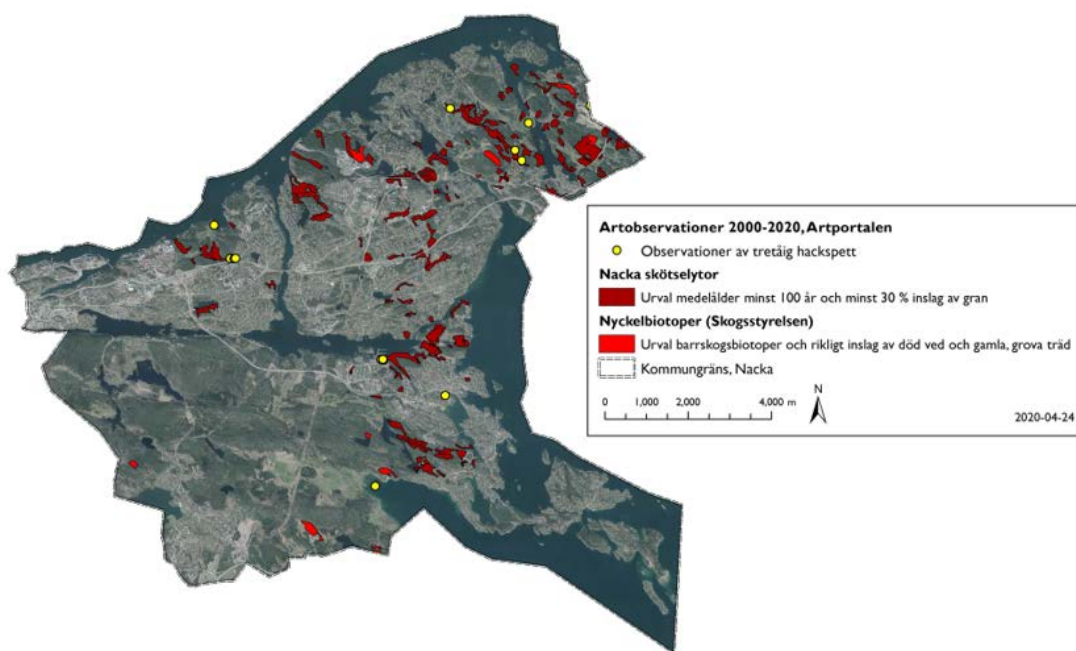 Artobservationer 2000-2020, Artportalen
Observationer av tretåig hackspett
Nacka skötselytor
Urval medelålder minst 100 år och minst 30 % inslag av gran
Nyckelbiotoper (Skogsstyrelsen)
Urval barrskogsbiotoper och rikligt inslag av död ved och gamla, grova träd
Kommungräns, Nacka
N
0 1,000 2,000 4,000 m
2020-04-24